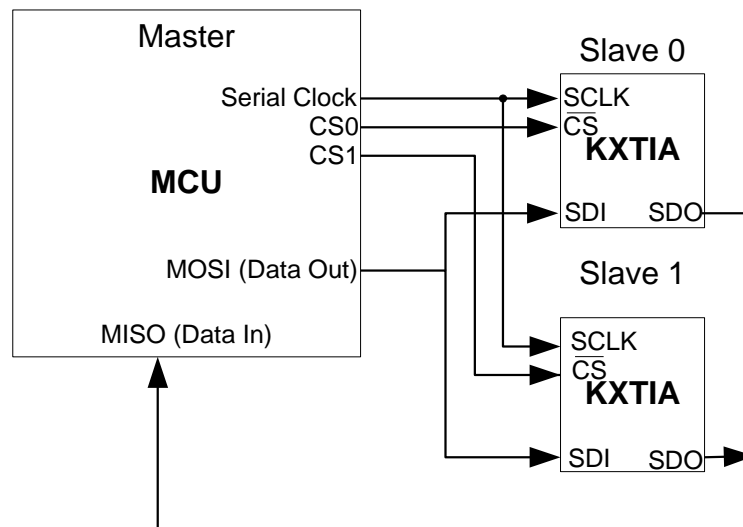 Master
Serial Clock
CS0
CS1
MCU
MOSI (Data Out)
MISO (Data In)
Slave 0
SCLK
CS
KXTIA
SDI SDO
Slave 1
SCLK
CS
KXTIA
SDI SDO